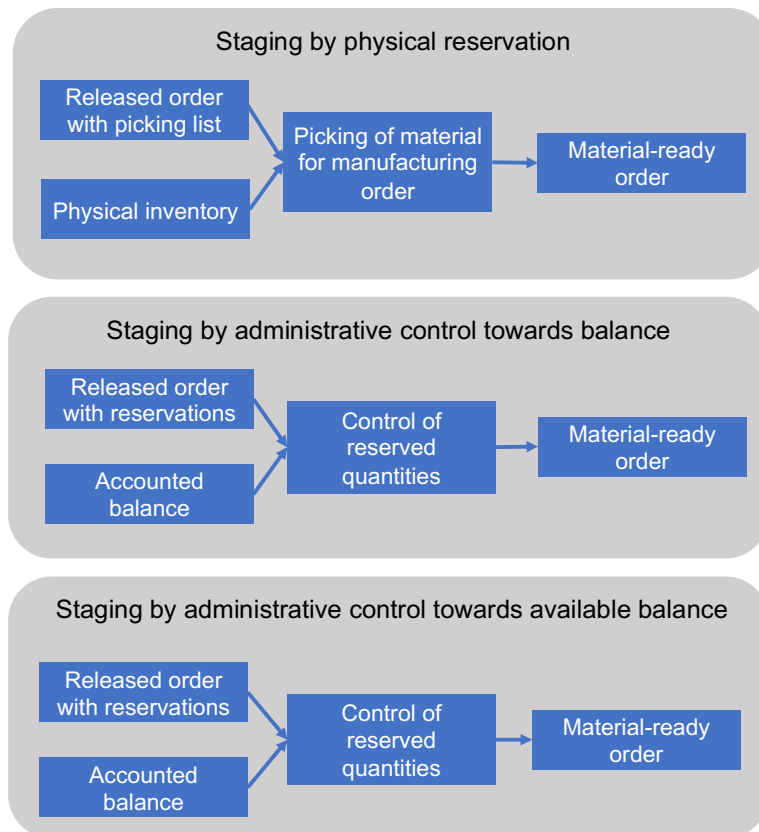 Staging by physical reservation
Released order
with picking list
Physical inventory
Picking of material
for manufacturing
order
Material-ready
order
Staging by administrative control towards balance
Released order
with reservations
Accounted
balance
Control of
reserved
quantities
Material-ready
order
Staging by administrative control towards available balance
Released order
with reservations
Accounted
balance
Control of
reserved
quantities
Material-ready
order